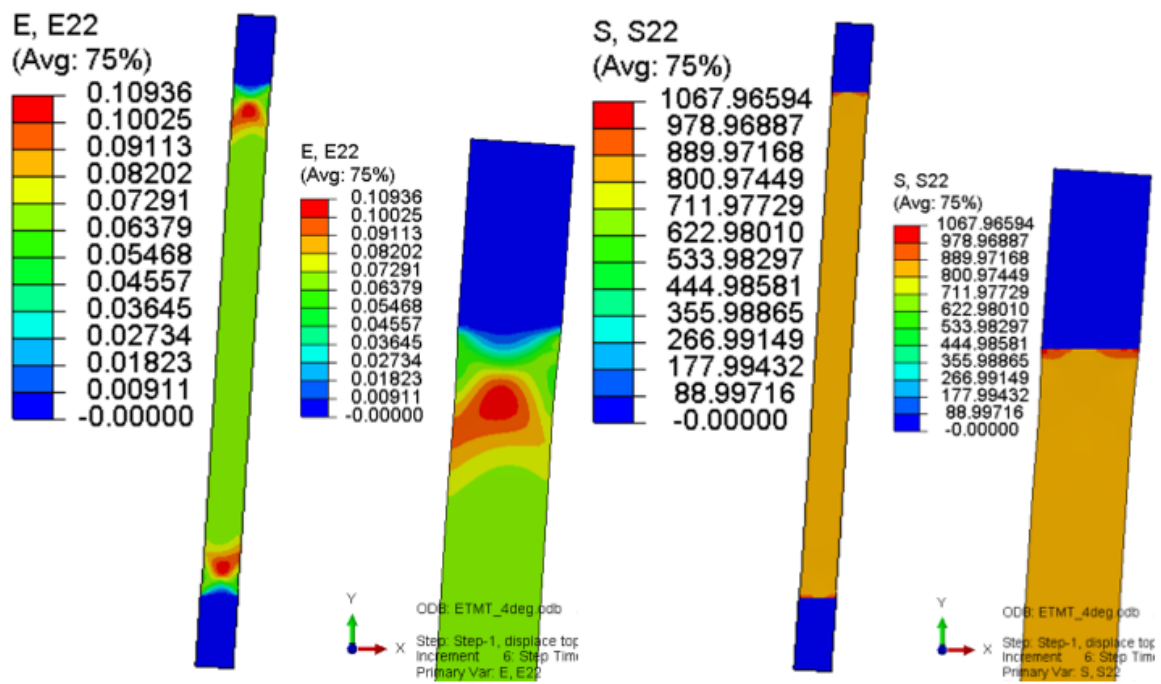 E, E22
(Avg: 75%)
0.10936
0.10025
0.09113
0.08202
0.07291
0.06379
0.05468
0.04557
0.03645
0.02734
0.01823
0.00911
-0.00000
E, E22
(Avg: 75%)
0.10936
0.10025
0.09113
0.08202
0.07291
0.06379
0.05468
0.04557
0.03645
0.02734
0.01823
0.00911
-0.00000
Y
X
ODB: ETMT_4deg.odb
Step: Step-1, displace top
Increment 6: Step Time
Primary Var: E, E22
S, S22
(Avg: 75%)
1067.96594
978.96887
889.97168
800.97449
711.97729
622.98010
533.98297
444.98581
355.98865
266.99149
177.99432
88.99716
-0.00000
S, S22
(Avg: 75%)
1067.96594
978.96887
889.97168
800.97449
711.97729
622.98010
533.98297
444.98581
355.98865
266.99149
177.99432
88.99716
-0.00000
Y
X
ODB: ETMT_4deg.odb
Step: Step-1, displace top
Increment 6: Step Time
Primary Var: S, S22